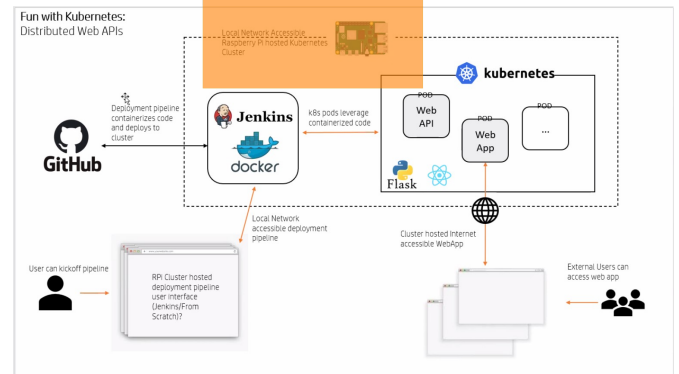 Fun with Kubernetes:
Distributed Web APIs
Local Network Accessible
Raspberry Pi hosted Kubernetes
Cluster
kubernetes
Deployment pipeline
containerizes code
and deploys to
cluster
GitHub
Jenkins
docker
k8s pods leverage
containerized code
POD
Web
API
POD
Web
App
POD
...
Flask
Local Network
accessible deployment
pipeline
Cluster hosted Internet
accessible WebApp
User can kickoff pipeline
RPi Cluster hosted
deployment pipeline
user interface
(Jenkins/From
Scratch)?
External Users can
access web app